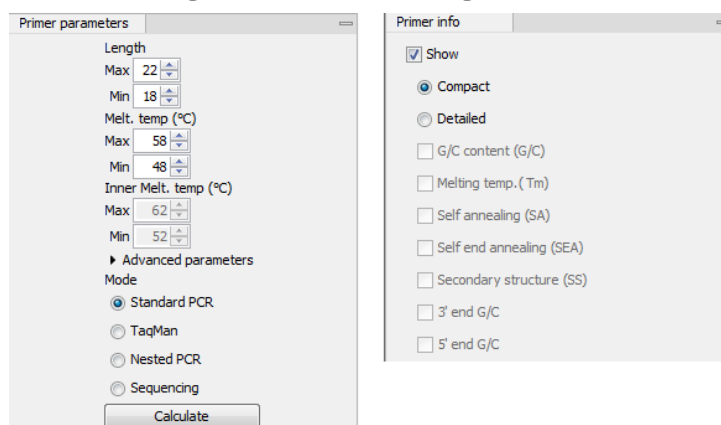 Primer parameters
Length
Max 22
Min 18
Melt. temp (°C)
Max 58
Min 48
Inner Melt. temp (°C)
Max 62
Min 52
Advanced parameters
Mode
Standard PCR
TaqMan
Nested PCR
Sequencing
Calculate
Primer info
Show
Compact
Detailed
G/C content (G/C)
Melting temp.( Tm)
Self annealing (SA)
Self end annealing (SEA)
Secondary structure (SS)
3' end G/C
5' end G/C